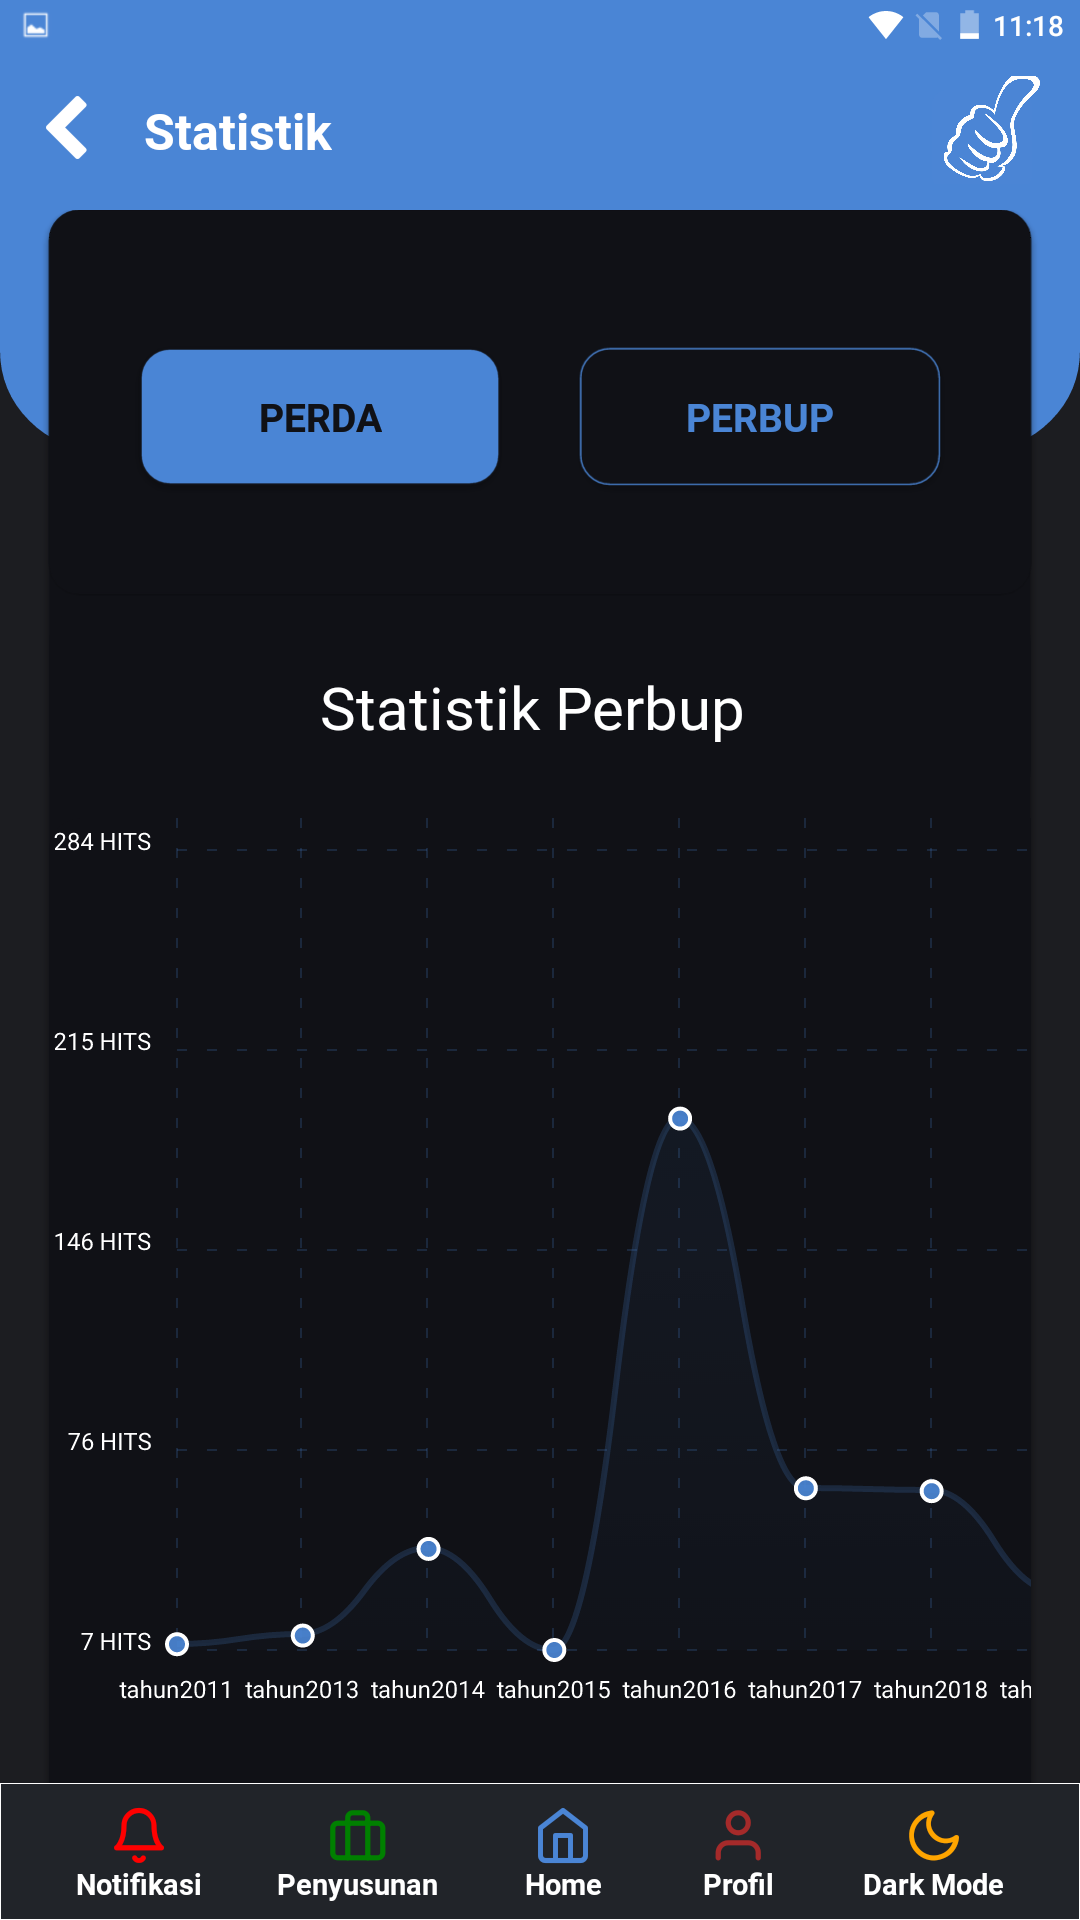 11:18
Statistik
PERDA PERBUP
Statistik Perbup
284 HITS
215 HITS
146 HITS
76 HITS
7 HITS
tahun2011 tahun2013 tahun2014 tahun2015 tahun2016 tahun2017 tahun2018 tah
Notifikasi Penyusunan Home Profil Dark Mode